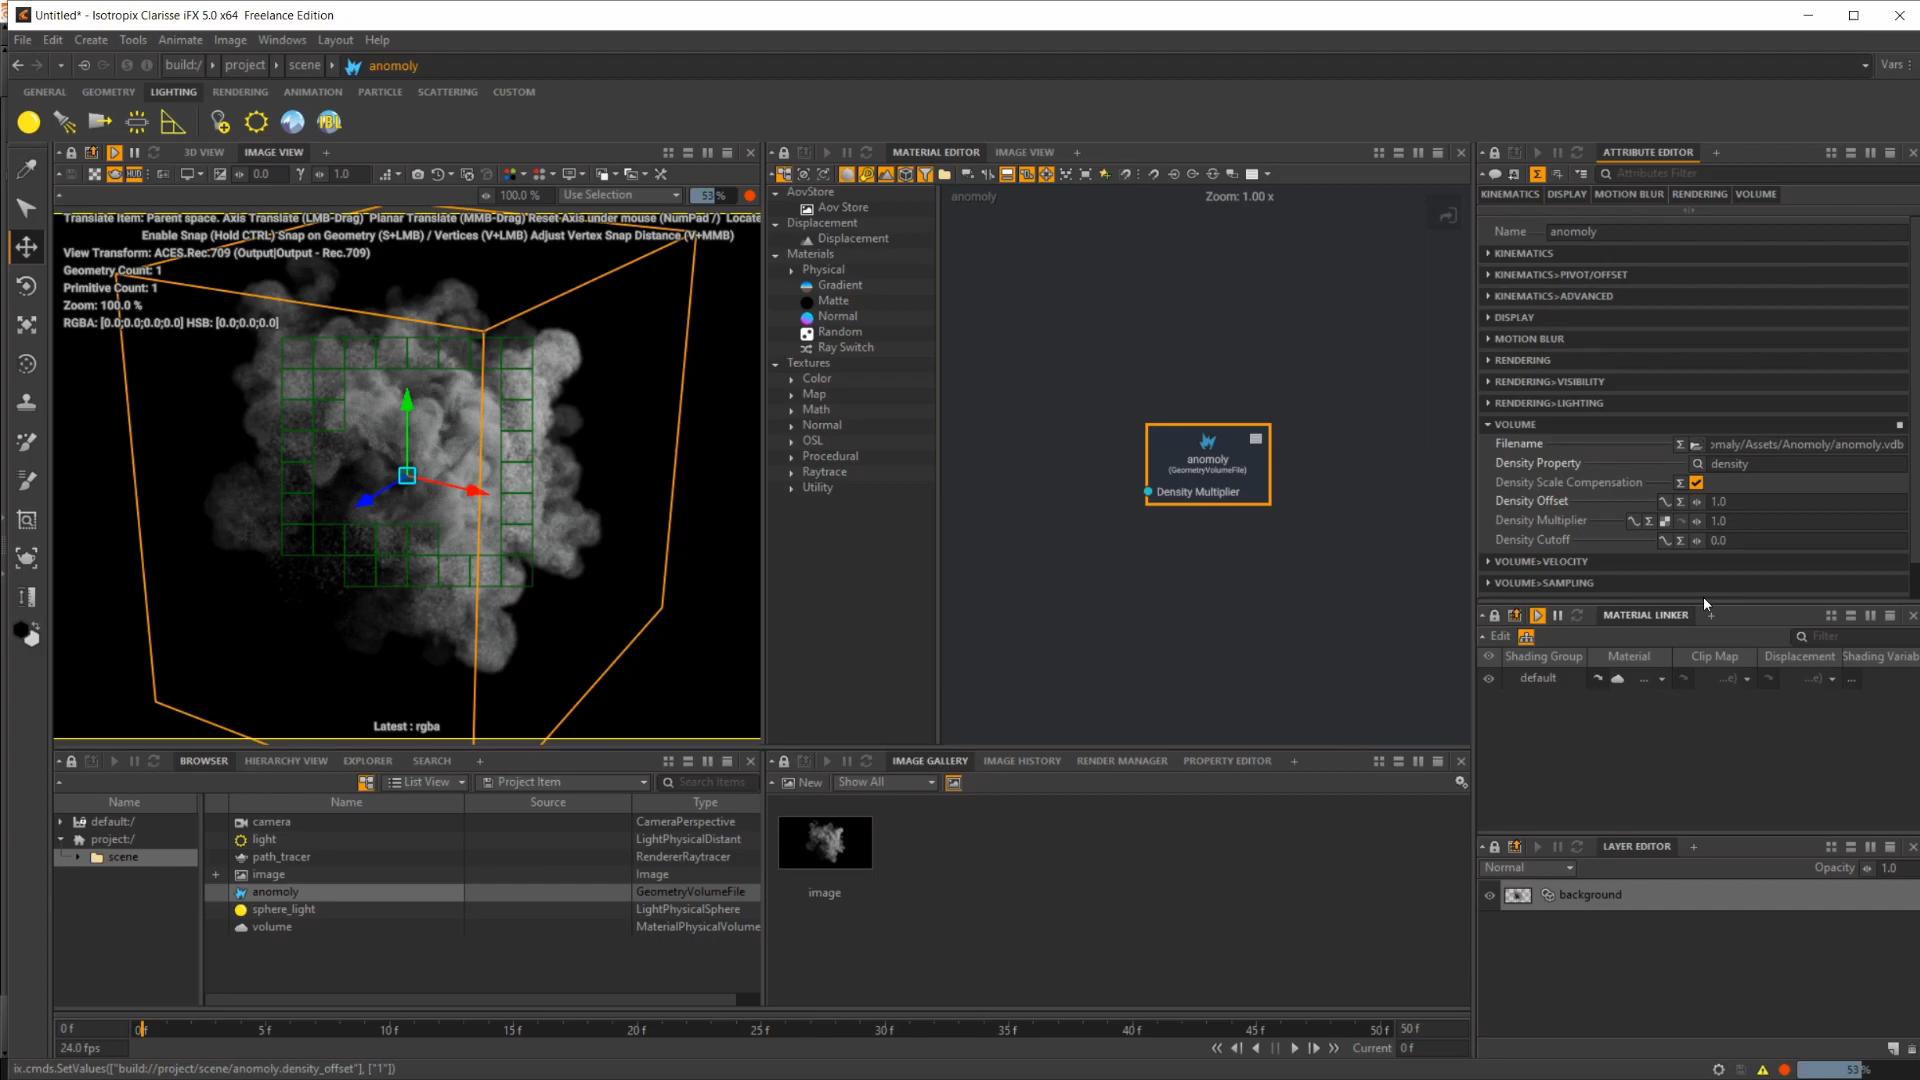 Untitled* - Isotropix Clarisse iFX 5.0 x64  Freelance Edition
File Edit Create Tools Animate Image Windows Layout Help
build:/ project scene anomoly Vars
GENERAL GEOMETRY LIGHTING RENDERING ANIMATION PARTICLE SCATTERING CUSTOM
IBL
3D VIEW IMAGE VIEW +
HUD 0.0 1.0
100.0 % Use Selection 53 %
Translate Item: Parent space. Axis Translate (LMB-Drag) Planar Translate (MMB-Drag) Reset Axis under mouse (NumPad /) Locate
Enable Snap (Hold CTRL) Snap on Geometry (S+LMB) / Vertices (V+LMB) Adjust Vertex Snap Distance (V+MMB)
View Transform: ACES.Rec.709 (Output|Output - Rec.709)
Geometry Count: 1
Primitive Count: 1
Zoom: 100.0 %
RGBA: [0.0;0.0;0.0;0.0] HSB: [0.0;0.0;0.0]
Latest : rgba
MATERIAL EDITOR IMAGE VIEW +
AovStore
Aov Store
Displacement
Displacement
Materials
Physical
Gradient
Matte
Normal
Random
Ray Switch
Textures
Color
Map
Math
Normal
OSL
Procedural
Raytrace
Utility
anomoly
Zoom: 1.00 x
anomoly
(GeometryVolumeFile)
Density Multiplier
ATTRIBUTE EDITOR +
Attributes Filter
KINEMATICS DISPLAY MOTION BLUR RENDERING VOLUME
Name anomoly
KINEMATICS
KINEMATICS>PIVOT/OFFSET
KINEMATICS>ADVANCED
DISPLAY
MOTION BLUR
RENDERING
RENDERING>VISIBILITY
RENDERING>LIGHTING
VOLUME
Filename omaly/Assets/Anomoly/anomoly.vdb
Density Property density
Density Scale Compensation
Density Offset 1.0
Density Multiplier 1.0
Density Cutoff 0.0
VOLUME>VELOCITY
VOLUME>SAMPLING
MATERIAL LINKER +
Edit Filter
Shading Group Material Clip Map Displacement Shading Variab
default ... ...e) ...e) ...
LAYER EDITOR +
Normal Opacity 1.0
background
BROWSER HIERARCHY VIEW EXPLORER SEARCH +
List View Project Item Search Items
Name Name Source Type
default:/
project:/
scene
camera CameraPerspective
light LightPhysicalDistant
path_tracer RendererRaytracer
image Image
anomoly GeometryVolumeFile
sphere_light LightPhysicalSphere
volume MaterialPhysicalVolume
IMAGE GALLERY IMAGE HISTORY RENDER MANAGER PROPERTY EDITOR +
New Show All
image
0 f 0f 5f 10 f 15 f 20 f 25 f 30 f 35 f 40 f 45 f 50 f 50 f
24.0 fps Current 0 f
ix.cmds.SetValues(["build://project/scene/anomoly.density_offset"], ["1"])
53 %